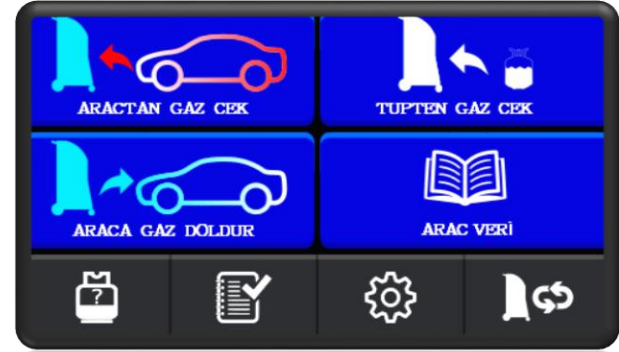 ARACTAN GAZ CEK
TUPTEN GAZ CEK
ARACA GAZ DOLDUR
ARAC VERİ
?